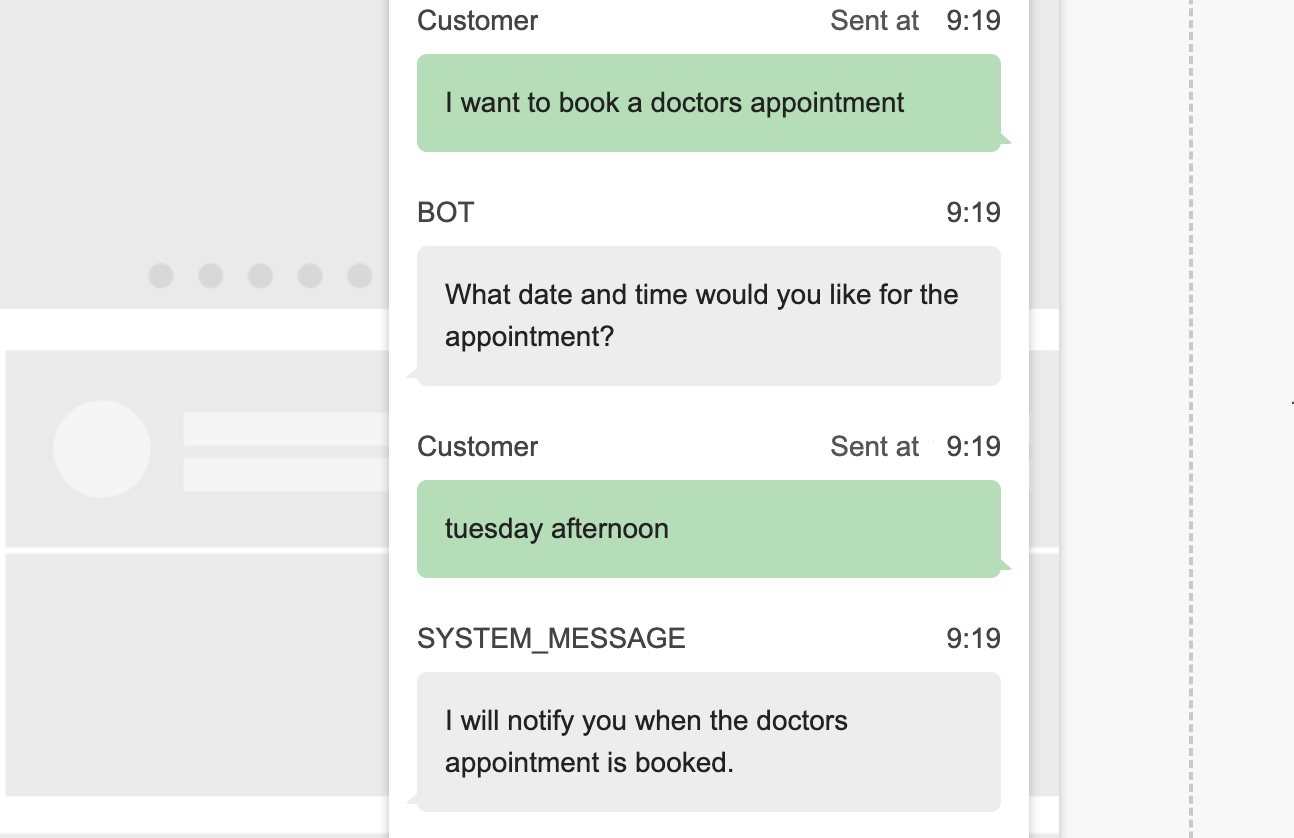 Customer Sent at 9:19
I want to book a doctors appointment
BOT 9:19
What date and time would you like for the
appointment?
Customer Sent at 9:19
tuesday afternoon
SYSTEM_MESSAGE 9:19
I will notify you when the doctors
appointment is booked.